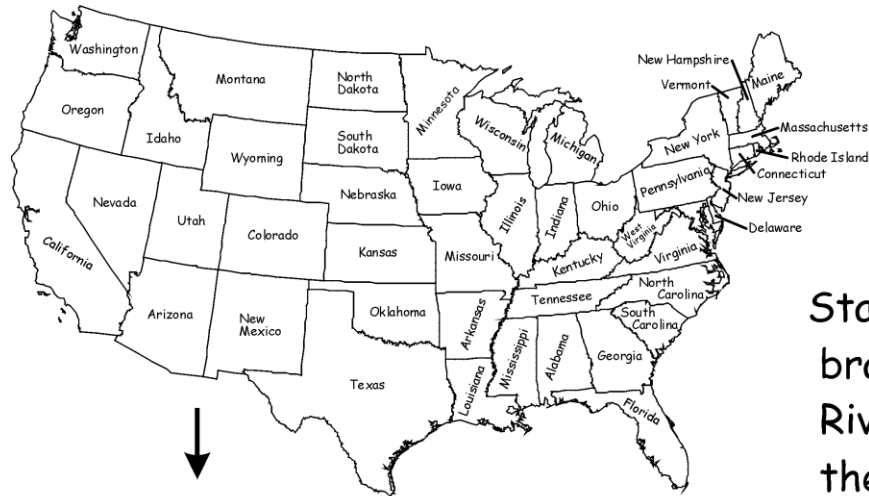 Washington
Montana
North
Dakota
Minnesota
New Hampshire
Vermont
Maine
Oregon
Idaho
Wyoming
South
Dakota
Wisconsin
Michigan
New York
Massachusetts
Rhode Island
Connecticut
Nebraska
Iowa
Pennsylvania
New Jersey
Nevada
Utah
Colorado
Kansas
Missouri
Illinois
Indiana
Ohio
West
Virginia
Virginia
Delaware
California
Kentucky
Arizona
New
Mexico
Oklahoma
Arkansas
Tennessee
North
Carolina
South
Carolina
Texas
Louisiana
Mississippi
Alabama
Georgia
Florida
the